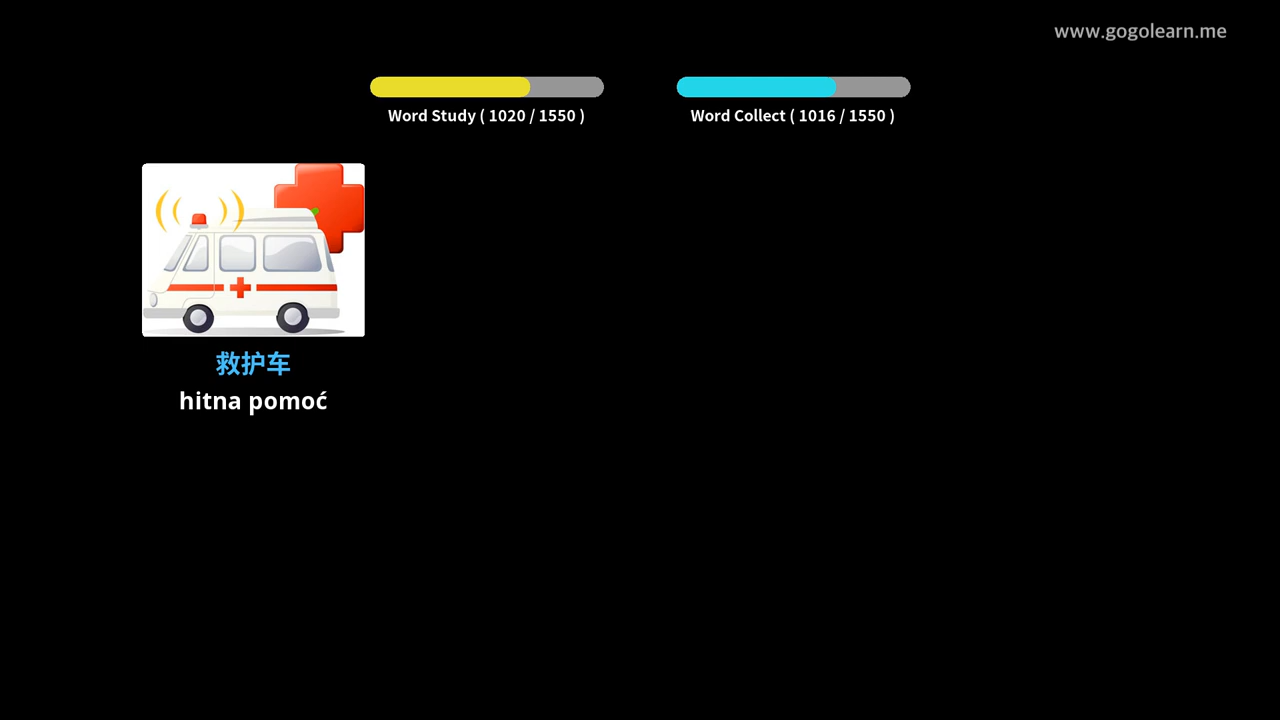 www.gogolearn.me
Word Study ( 1020 / 1550 )
Word Collect ( 1016 / 1550 )
救护车
hitna pomoć